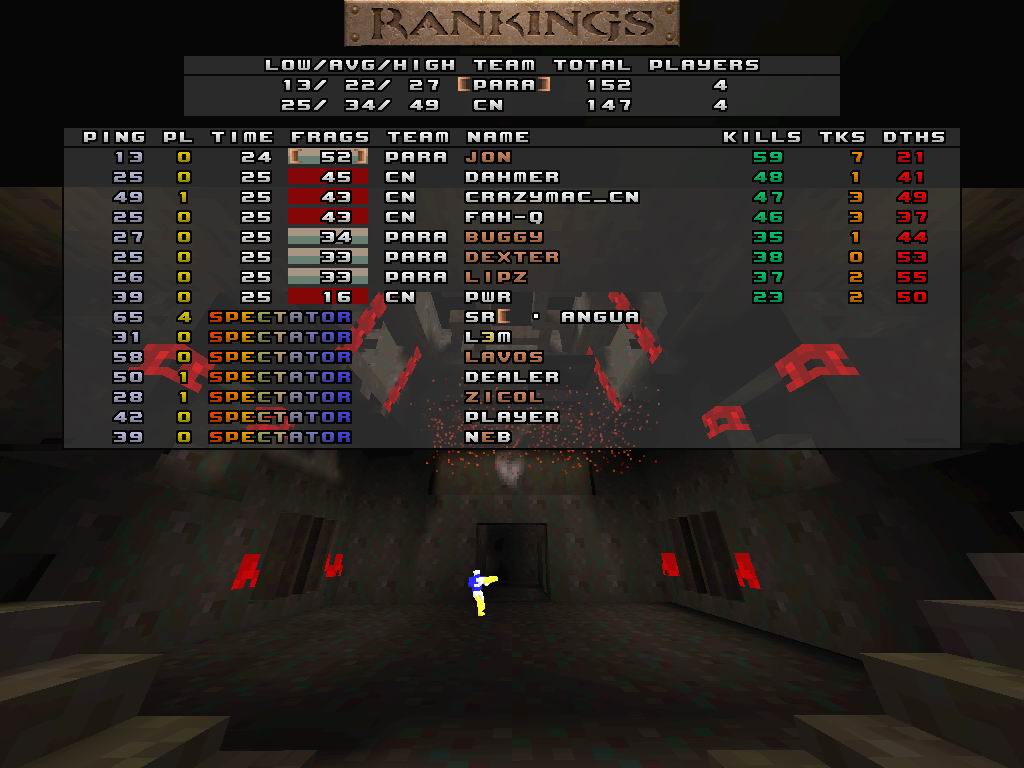 RANKINGS
LOW/AVG/HIGH TEAM TOTAL PLAYERS
13/ 22/ 27 [PARA] 152 4
25/ 34/ 49 CN 147 4
PING PL TIME FRAGS TEAM NAME KILLS TKS DTHS
13 0 24 [52] PARA JON 59 7 21
25 0 25 45 CN DAHMER 48 1 41
49 1 25 43 CN CRAZYMAC_CN 47 3 49
25 0 25 43 CN FAH-Q 46 3 37
27 0 25 34 PARA BUGGY 35 1 44
25 0 25 33 PARA DEXTER 38 0 53
26 0 25 33 PARA LIPZ 37 2 55
39 0 25 16 CN PWR 23 2 50
65 4 SPECTATOR SR[ · ANGUA
31 0 SPECTATOR L3M
58 0 SPECTATOR LAVOS
50 1 SPECTATOR DEALER
28 1 SPECTATOR ZICOL
42 0 SPECTATOR PLAYER
39 0 SPECTATOR NEB